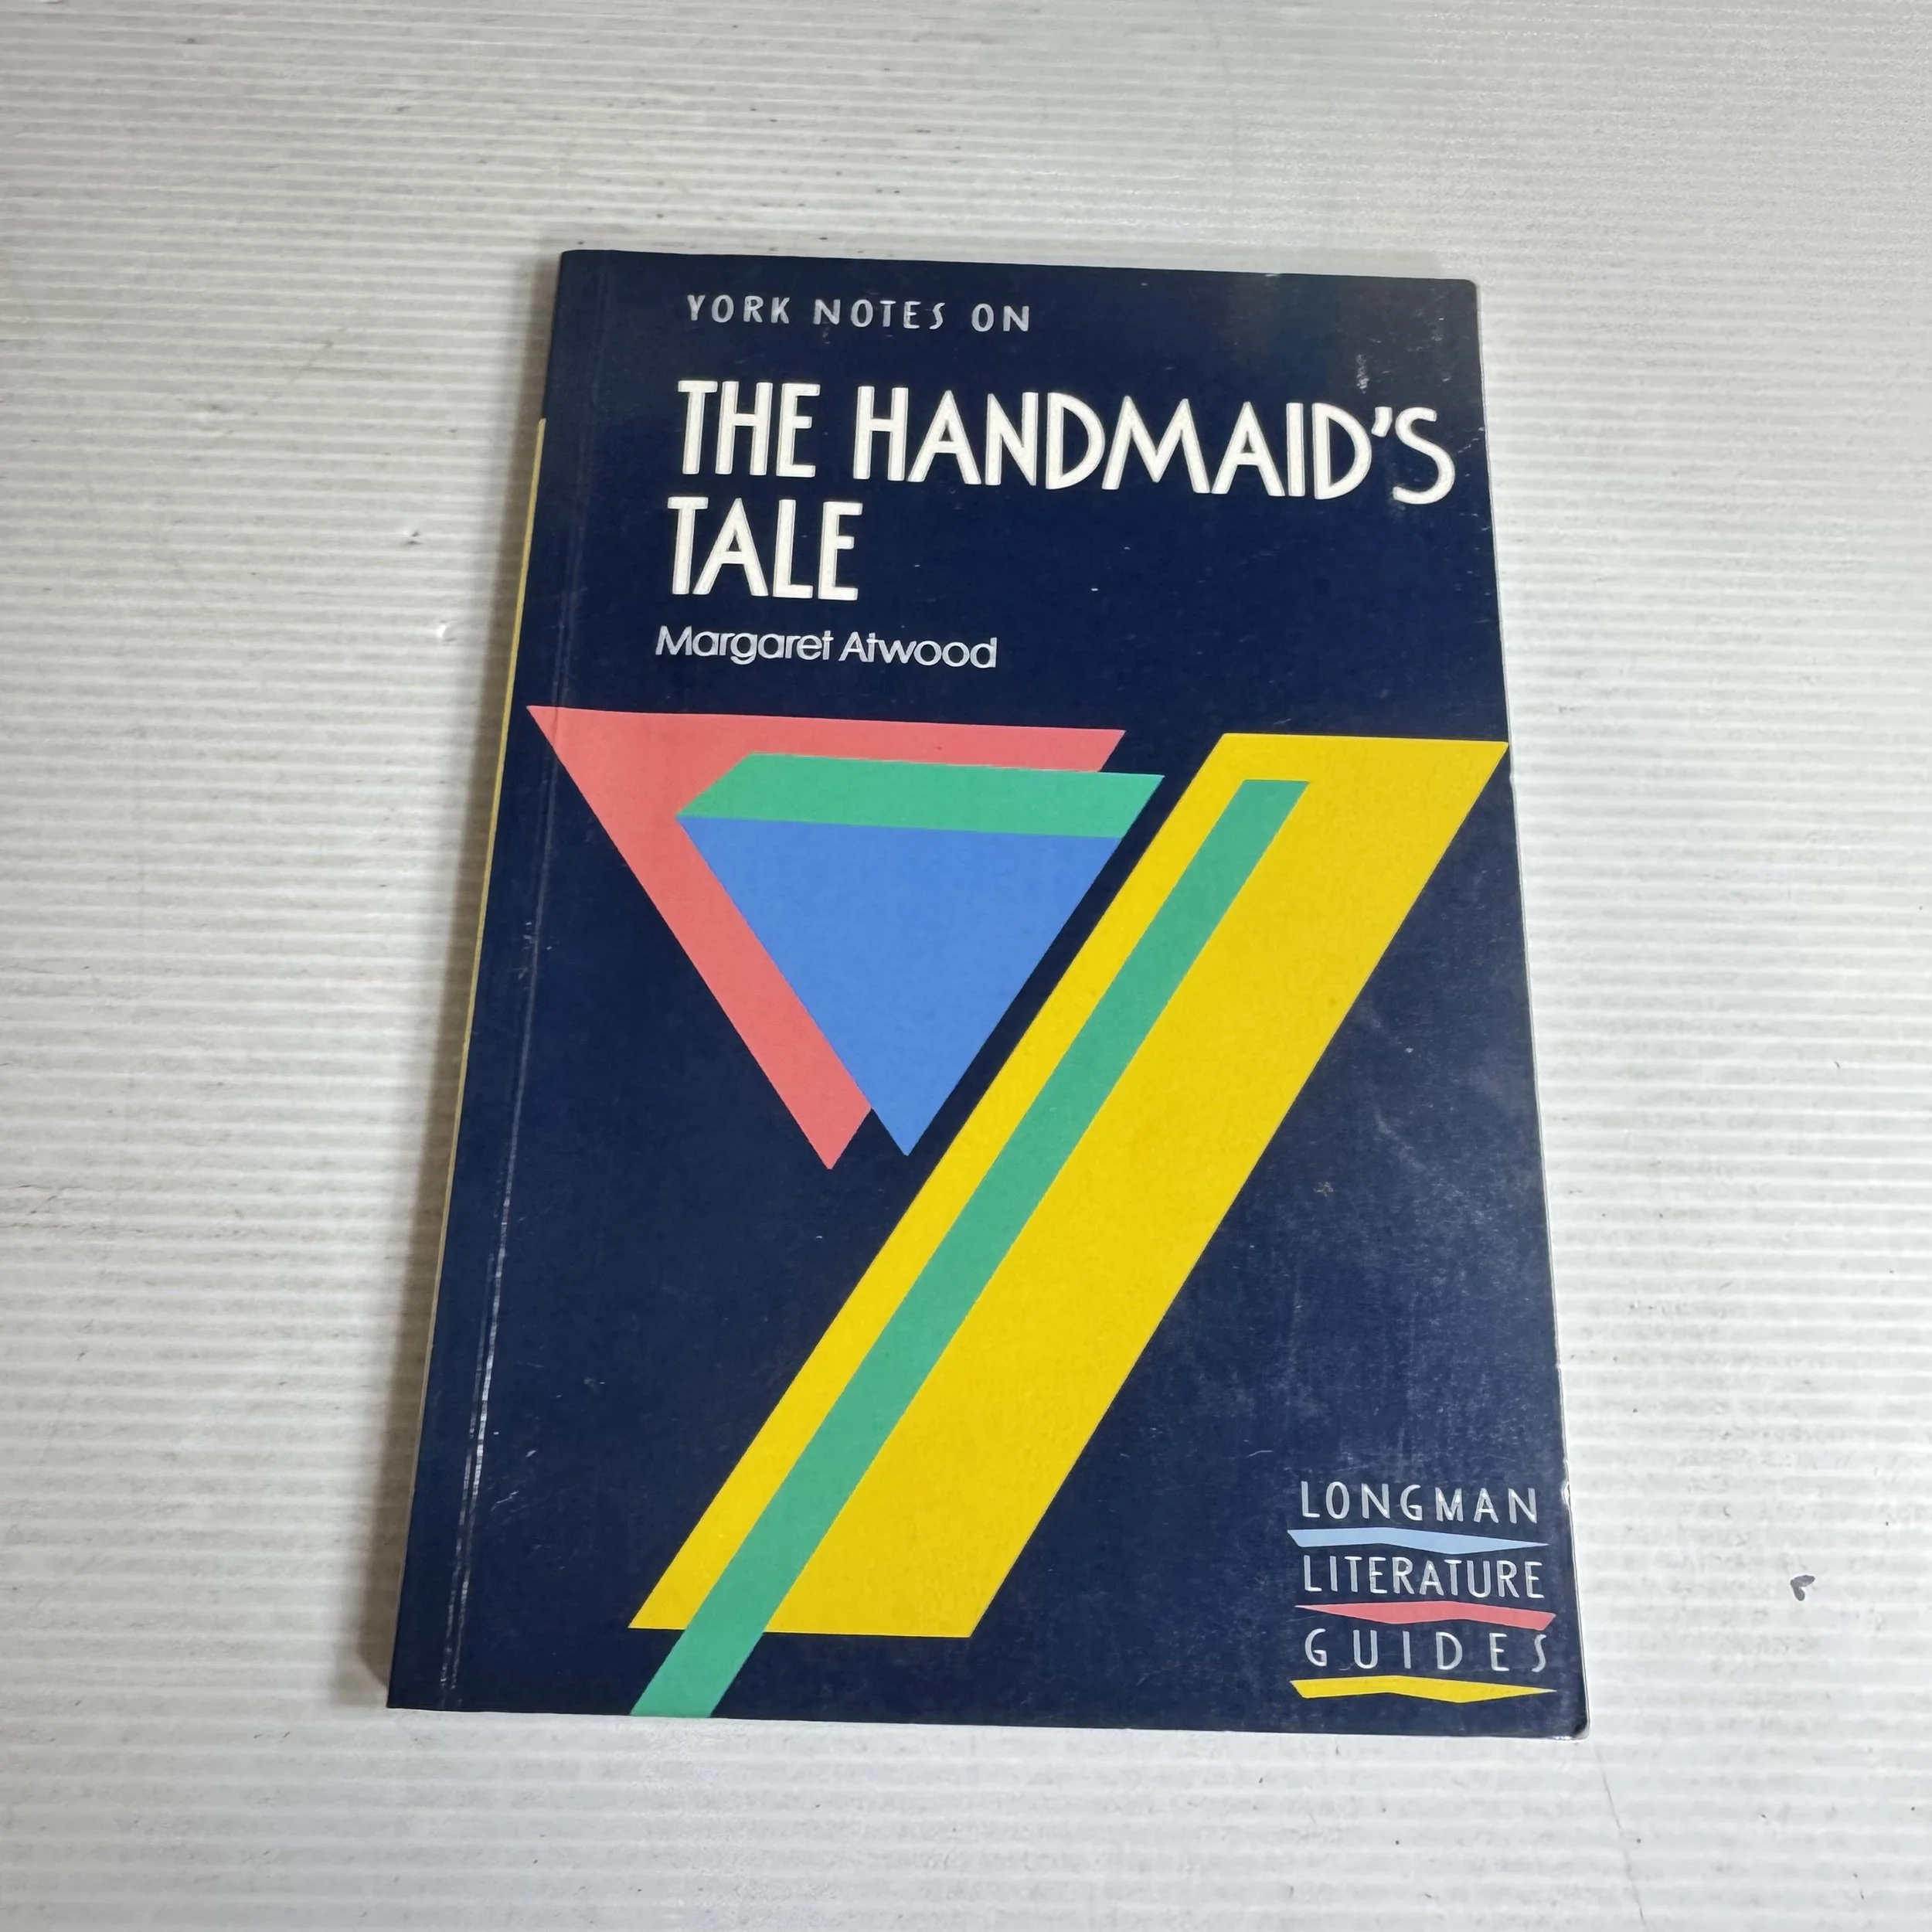 YORK NOTES ON
THE HANDMAID'S
TALE
Margaret Atwood
LONGMAN
LITERATURE
GUIDES